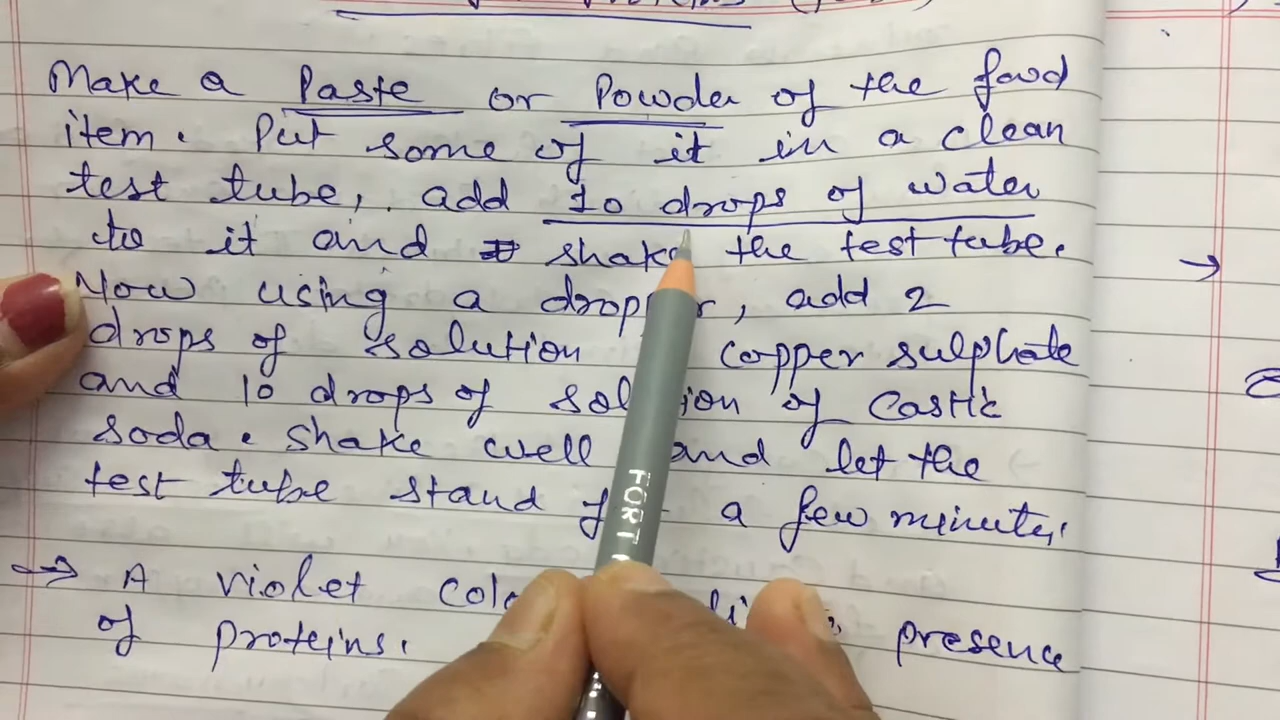 Make a Paste or Powder of the food
item. Put some of it in a clean
test tube, add 10 drops of water
to it and shake the test tube.
Now using a dropper, add 2
drops of solution copper sulphate
and 10 drops of solution of Castic
soda. Shake well and let the
test tube stand for a few minutes.
→ A violet presence
of proteins.
FORT